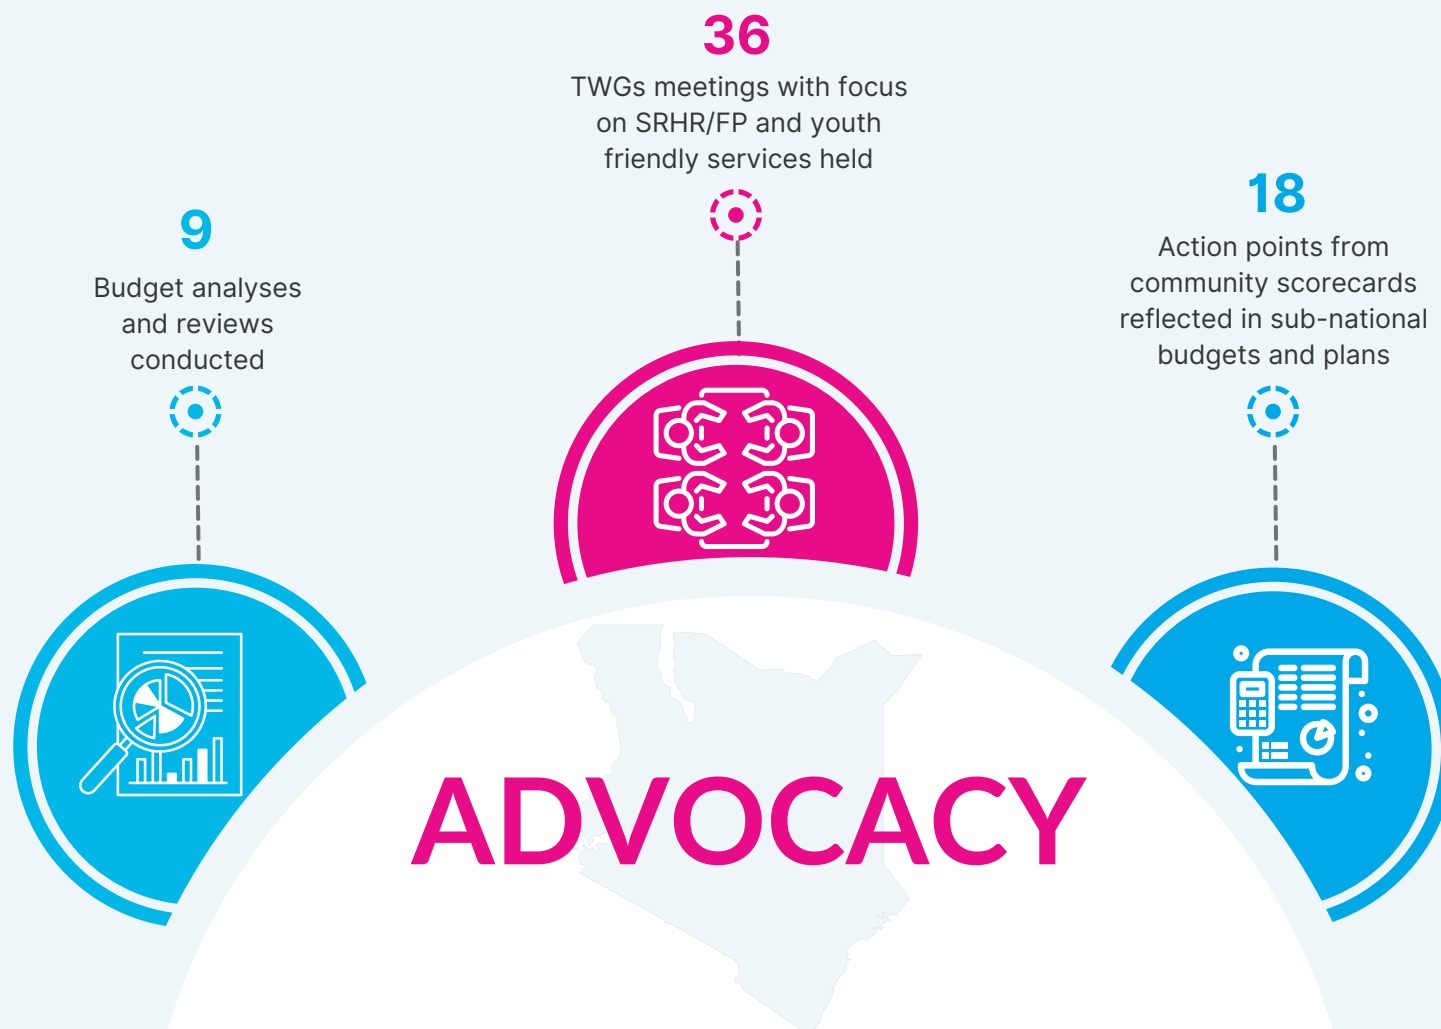 36
TWGs meetings with focus
on SRHR/FP and youth
friendly services held
9
Budget analyses
and reviews
conducted
18
Action points from
community scorecards
reflected in sub-national
budgets and plans
ADVOCACY